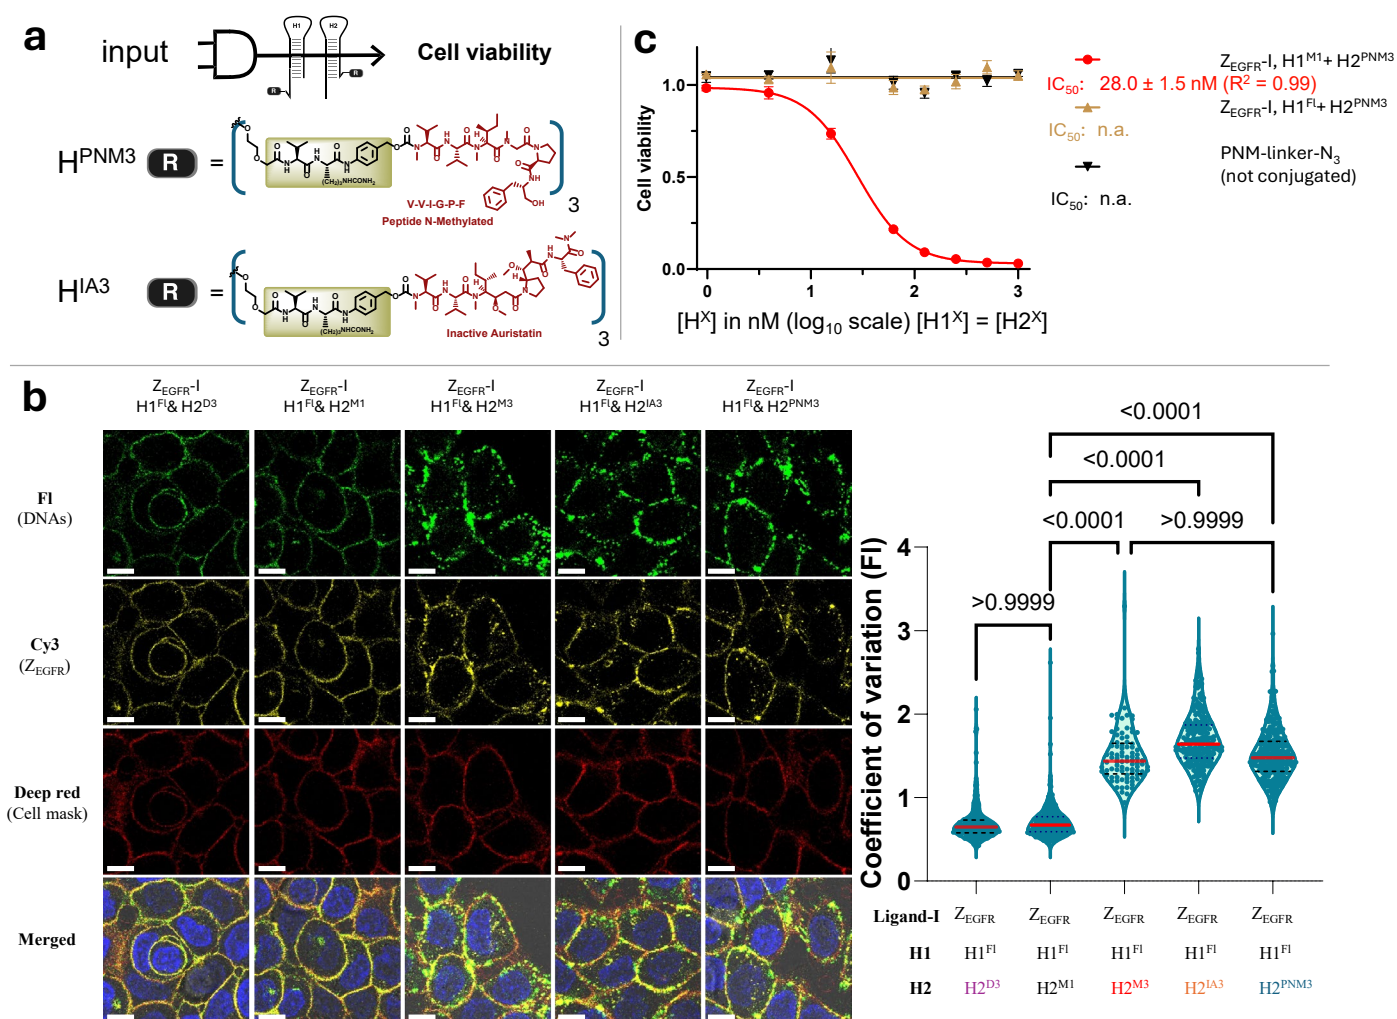 a
input
H1
H2
R
R
Cell viability
H^PNM3
R
=
V-V-I-G-P-F
Peptide N-Methylated
3
H^IA3
R
=
Inactive Auristatin
3
c
Cell viability
1.0
0.5
0.0
0
1
2
3
[H^X] in nM (log10 scale) [H1^X] = [H2^X]
Z_EGFR-I, H1^M1+ H2^PNM3
IC50: 28.0 ± 1.5 nM (R² = 0.99)
Z_EGFR-I, H1^Fl+ H2^PNM3
IC50: n.a.
PNM-linker-N3
(not conjugated)
IC50: n.a.
b
Z_EGFR-I
H1^Fl& H2^D3
Z_EGFR-I
H1^Fl& H2^M1
Z_EGFR-I
H1^Fl& H2^M3
Z_EGFR-I
H1^Fl& H2^IA3
Z_EGFR-I
H1^Fl& H2^PNM3
Fl
(DNAs)
Cy3
(Z_EGFR)
Deep red
(Cell mask)
Merged
<0.0001
<0.0001
<0.0001
>0.9999
>0.9999
Coefficient of variation (Fl)
4
3
2
1
0
Ligand-I Z_EGFR Z_EGFR Z_EGFR Z_EGFR Z_EGFR
H1 H1^Fl H1^Fl H1^Fl H1^Fl H1^Fl
H2 H2^D3 H2^M1 H2^M3 H2^IA3 H2^PNM3